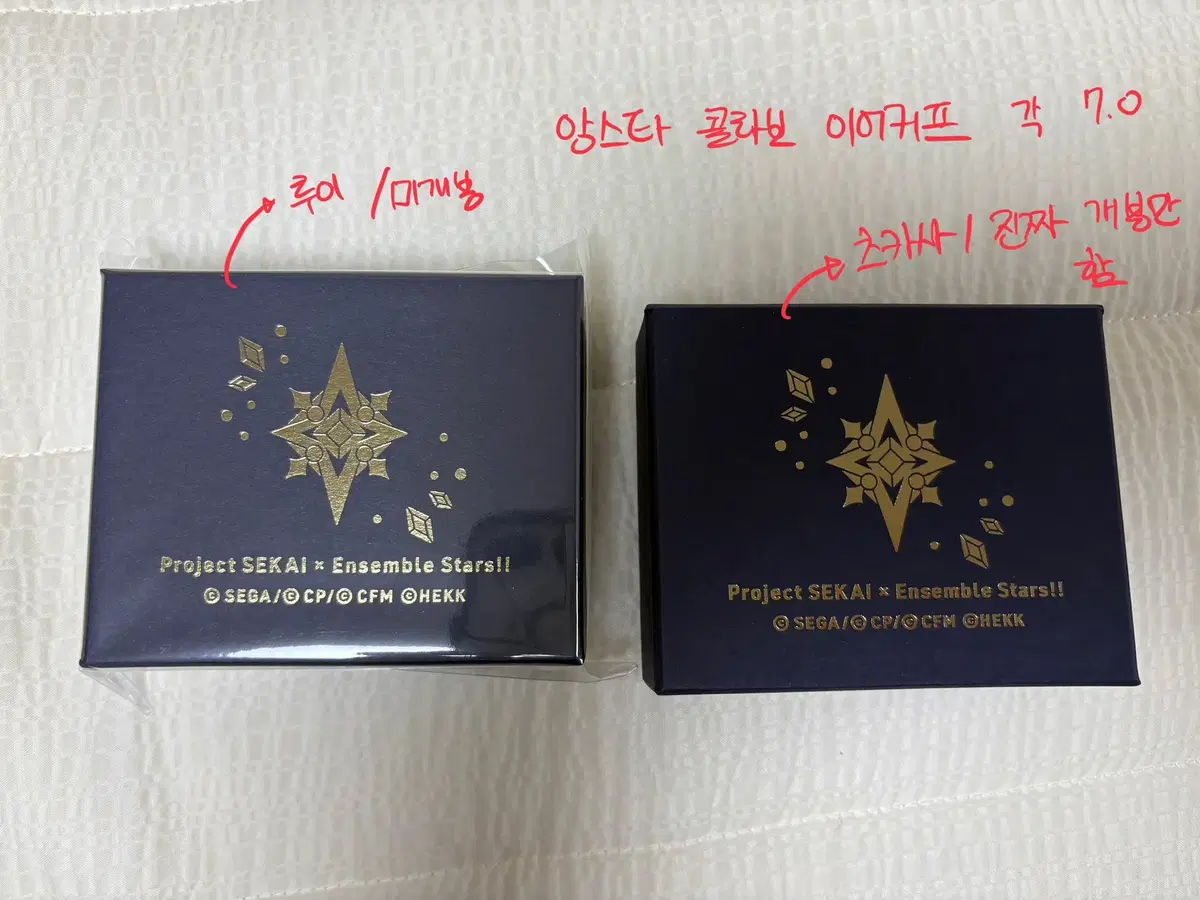 앙스타 콜라보 이어커프 각 7.0
루이 /미개봉
츠카사 / 진짜 개봉만
함
Project SEKAI × Ensemble Stars!!
© SEGA/© CP/© CFM ©HEKK
Project SEKAI × Ensemble Stars!!
© SEGA/© CP/© CFM ©HEKK